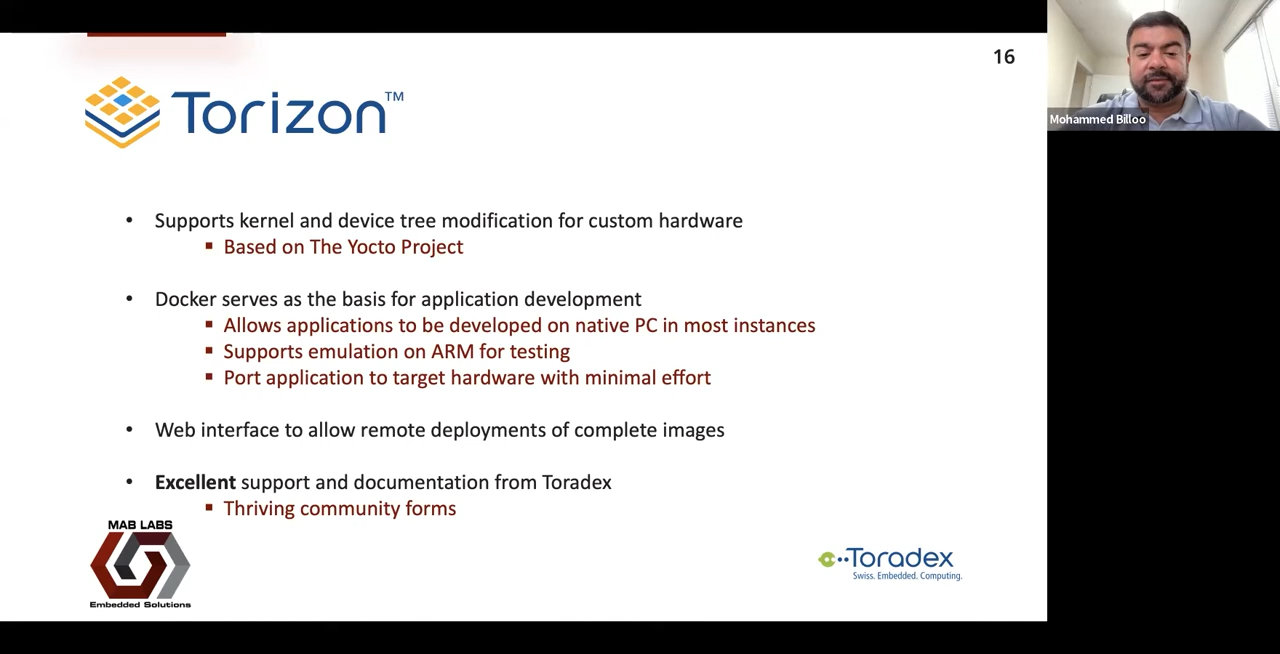 16
Torizon™
• Supports kernel and device tree modification for custom hardware
▪ Based on The Yocto Project
• Docker serves as the basis for application development
▪ Allows applications to be developed on native PC in most instances
▪ Supports emulation on ARM for testing
▪ Port application to target hardware with minimal effort
• Web interface to allow remote deployments of complete images
• Excellent support and documentation from Toradex
▪ Thriving community forms
MAB LABS
Embedded Solutions
Toradex
Swiss. Embedded. Computing.
Mohammed Billoo